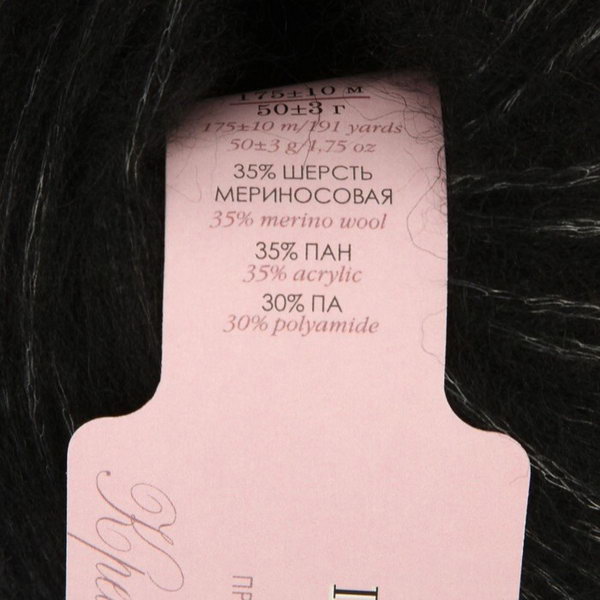 175±10 м
50±3 г
175±10 m/191 yards
50±3 g/1,75 oz
35% ШЕРСТЬ
МЕРИНОСОВАЯ
35% merino wool
35% ПАН
35% acrylic
30% ПА
30% polyamide